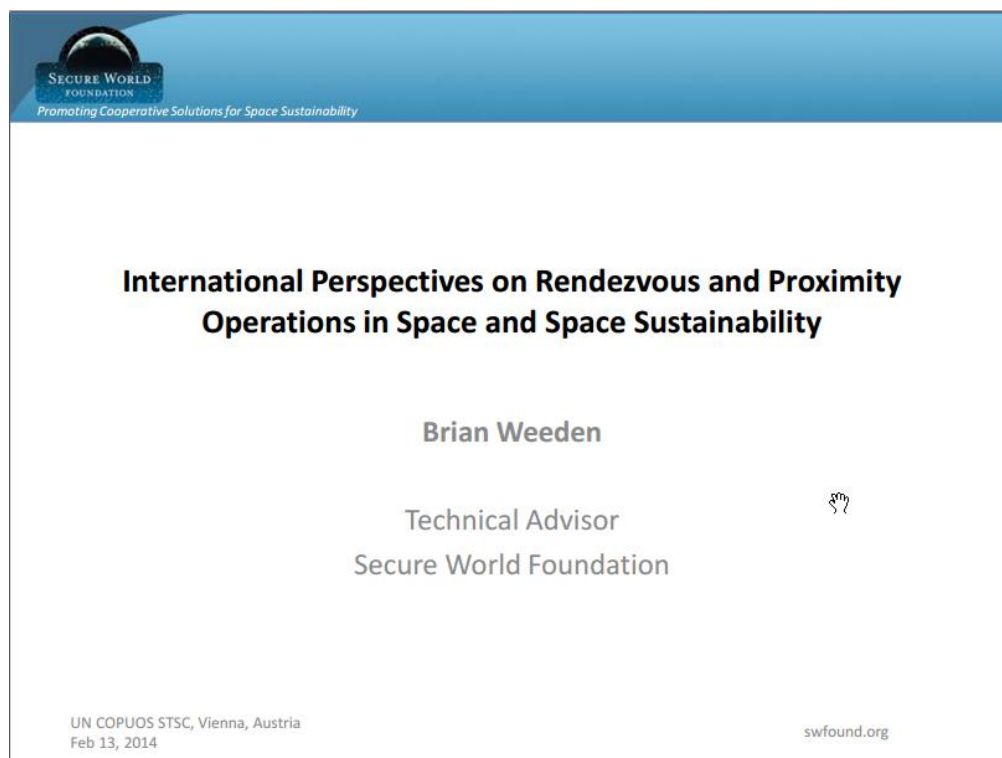 SECURE WORLD
FOUNDATION
Promoting Cooperative Solutions for Space Sustainability
International Perspectives on Rendezvous and Proximity
Operations in Space and Space Sustainability
Brian Weeden
Technical Advisor
Secure World Foundation
UN COPUOS STSC, Vienna, Austria
Feb 13, 2014
swfound.org